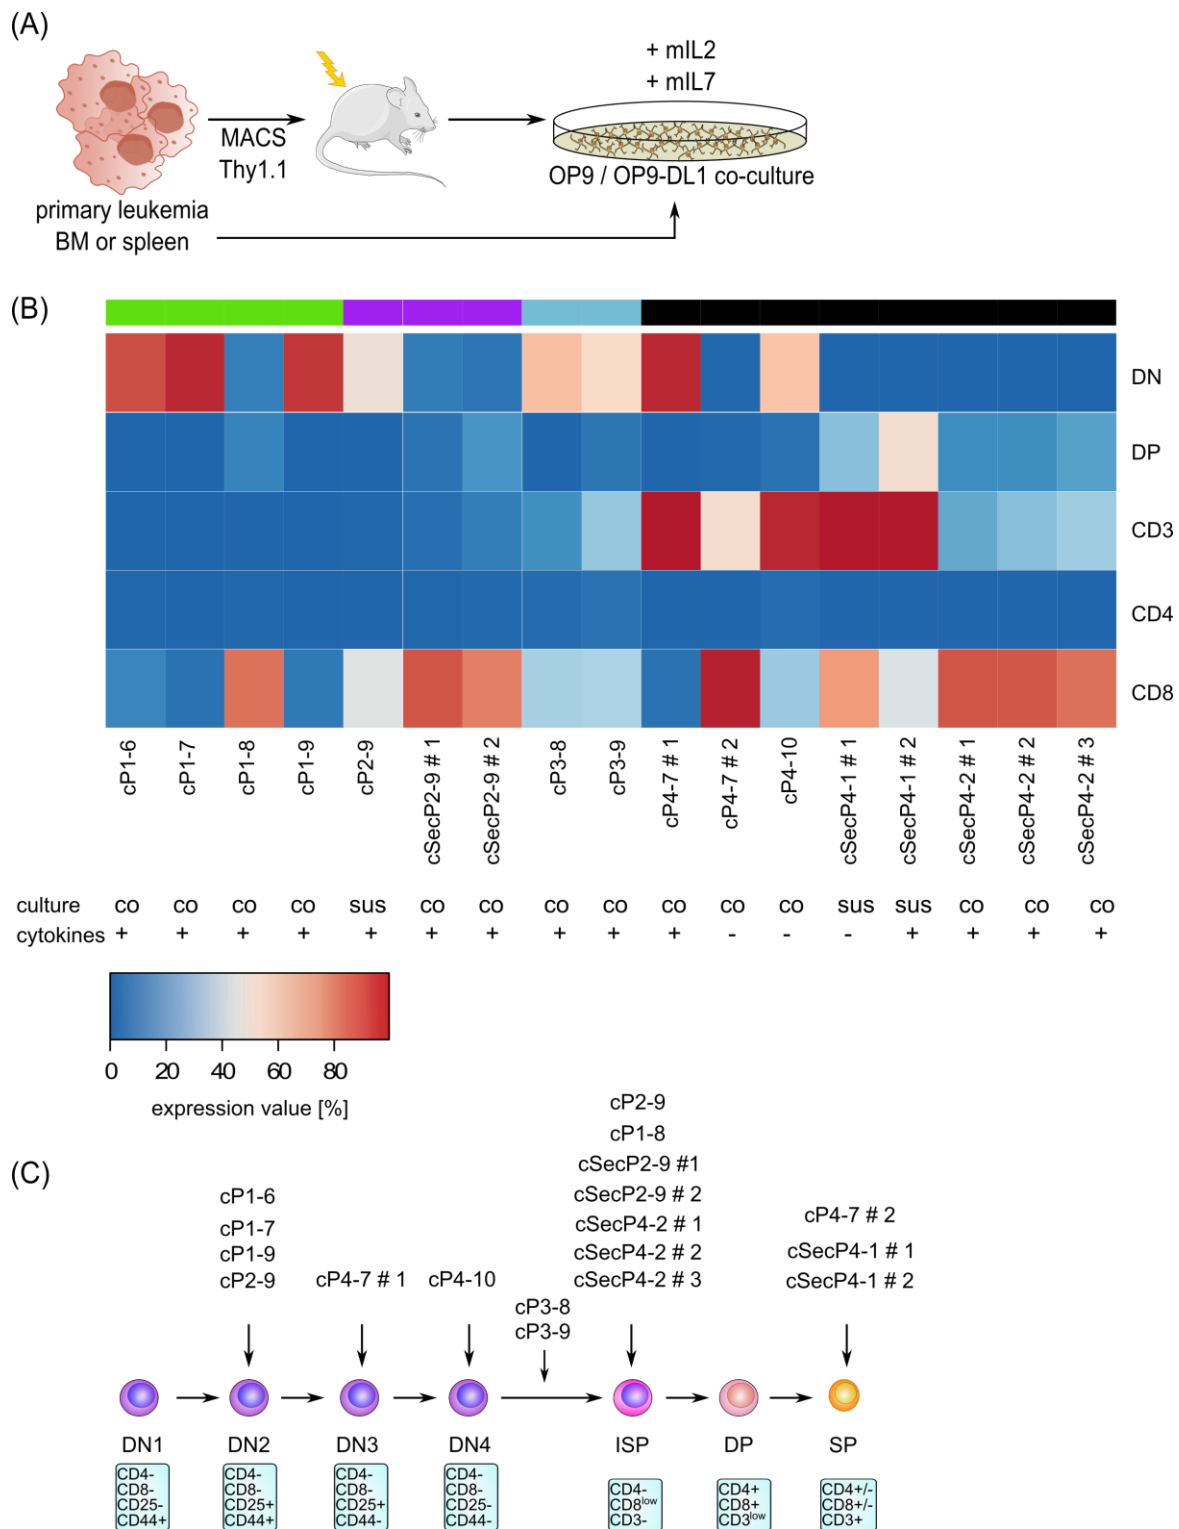 (A)
+ mIL2
+ mIL7
MACS
Thy1.1
OP9 / OP9-DL1 co-culture
primary leukemia
BM or spleen
(B)
DN
DP
CD3
CD4
CD8
cP1-6
cP1-7
cP1-8
cP1-9
cP2-9
cSecP2-9 # 1
cSecP2-9 # 2
cP3-8
cP3-9
cP4-7 # 1
cP4-7 # 2
cP4-10
cSecP4-1 # 1
cSecP4-1 # 2
cSecP4-2 # 1
cSecP4-2 # 2
cSecP4-2 # 3
culture co co co co sus co co co co co co co sus sus co co co
cytokines + + + + + + + + + + - - - + + + +
0 20 40 60 80
expression value [%]
(C)
cP1-6
cP1-7
cP1-9
cP2-9
cP4-7 # 1
cP4-10
cP3-8
cP3-9
cP2-9
cP1-8
cSecP2-9 #1
cSecP2-9 # 2
cSecP4-2 # 1
cSecP4-2 # 2
cSecP4-2 # 3
cP4-7 # 2
cSecP4-1 # 1
cSecP4-1 # 2
DN1 DN2 DN3 DN4 ISP DP SP
CD4-
CD8-
CD25-
CD44+
CD4-
CD8-
CD25+
CD44+
CD4-
CD8-
CD25+
CD44-
CD4-
CD8-
CD25-
CD44-
CD4-
CD8low
CD3-
CD4+
CD8+
CD3low
CD4+/-
CD8+/-
CD3+